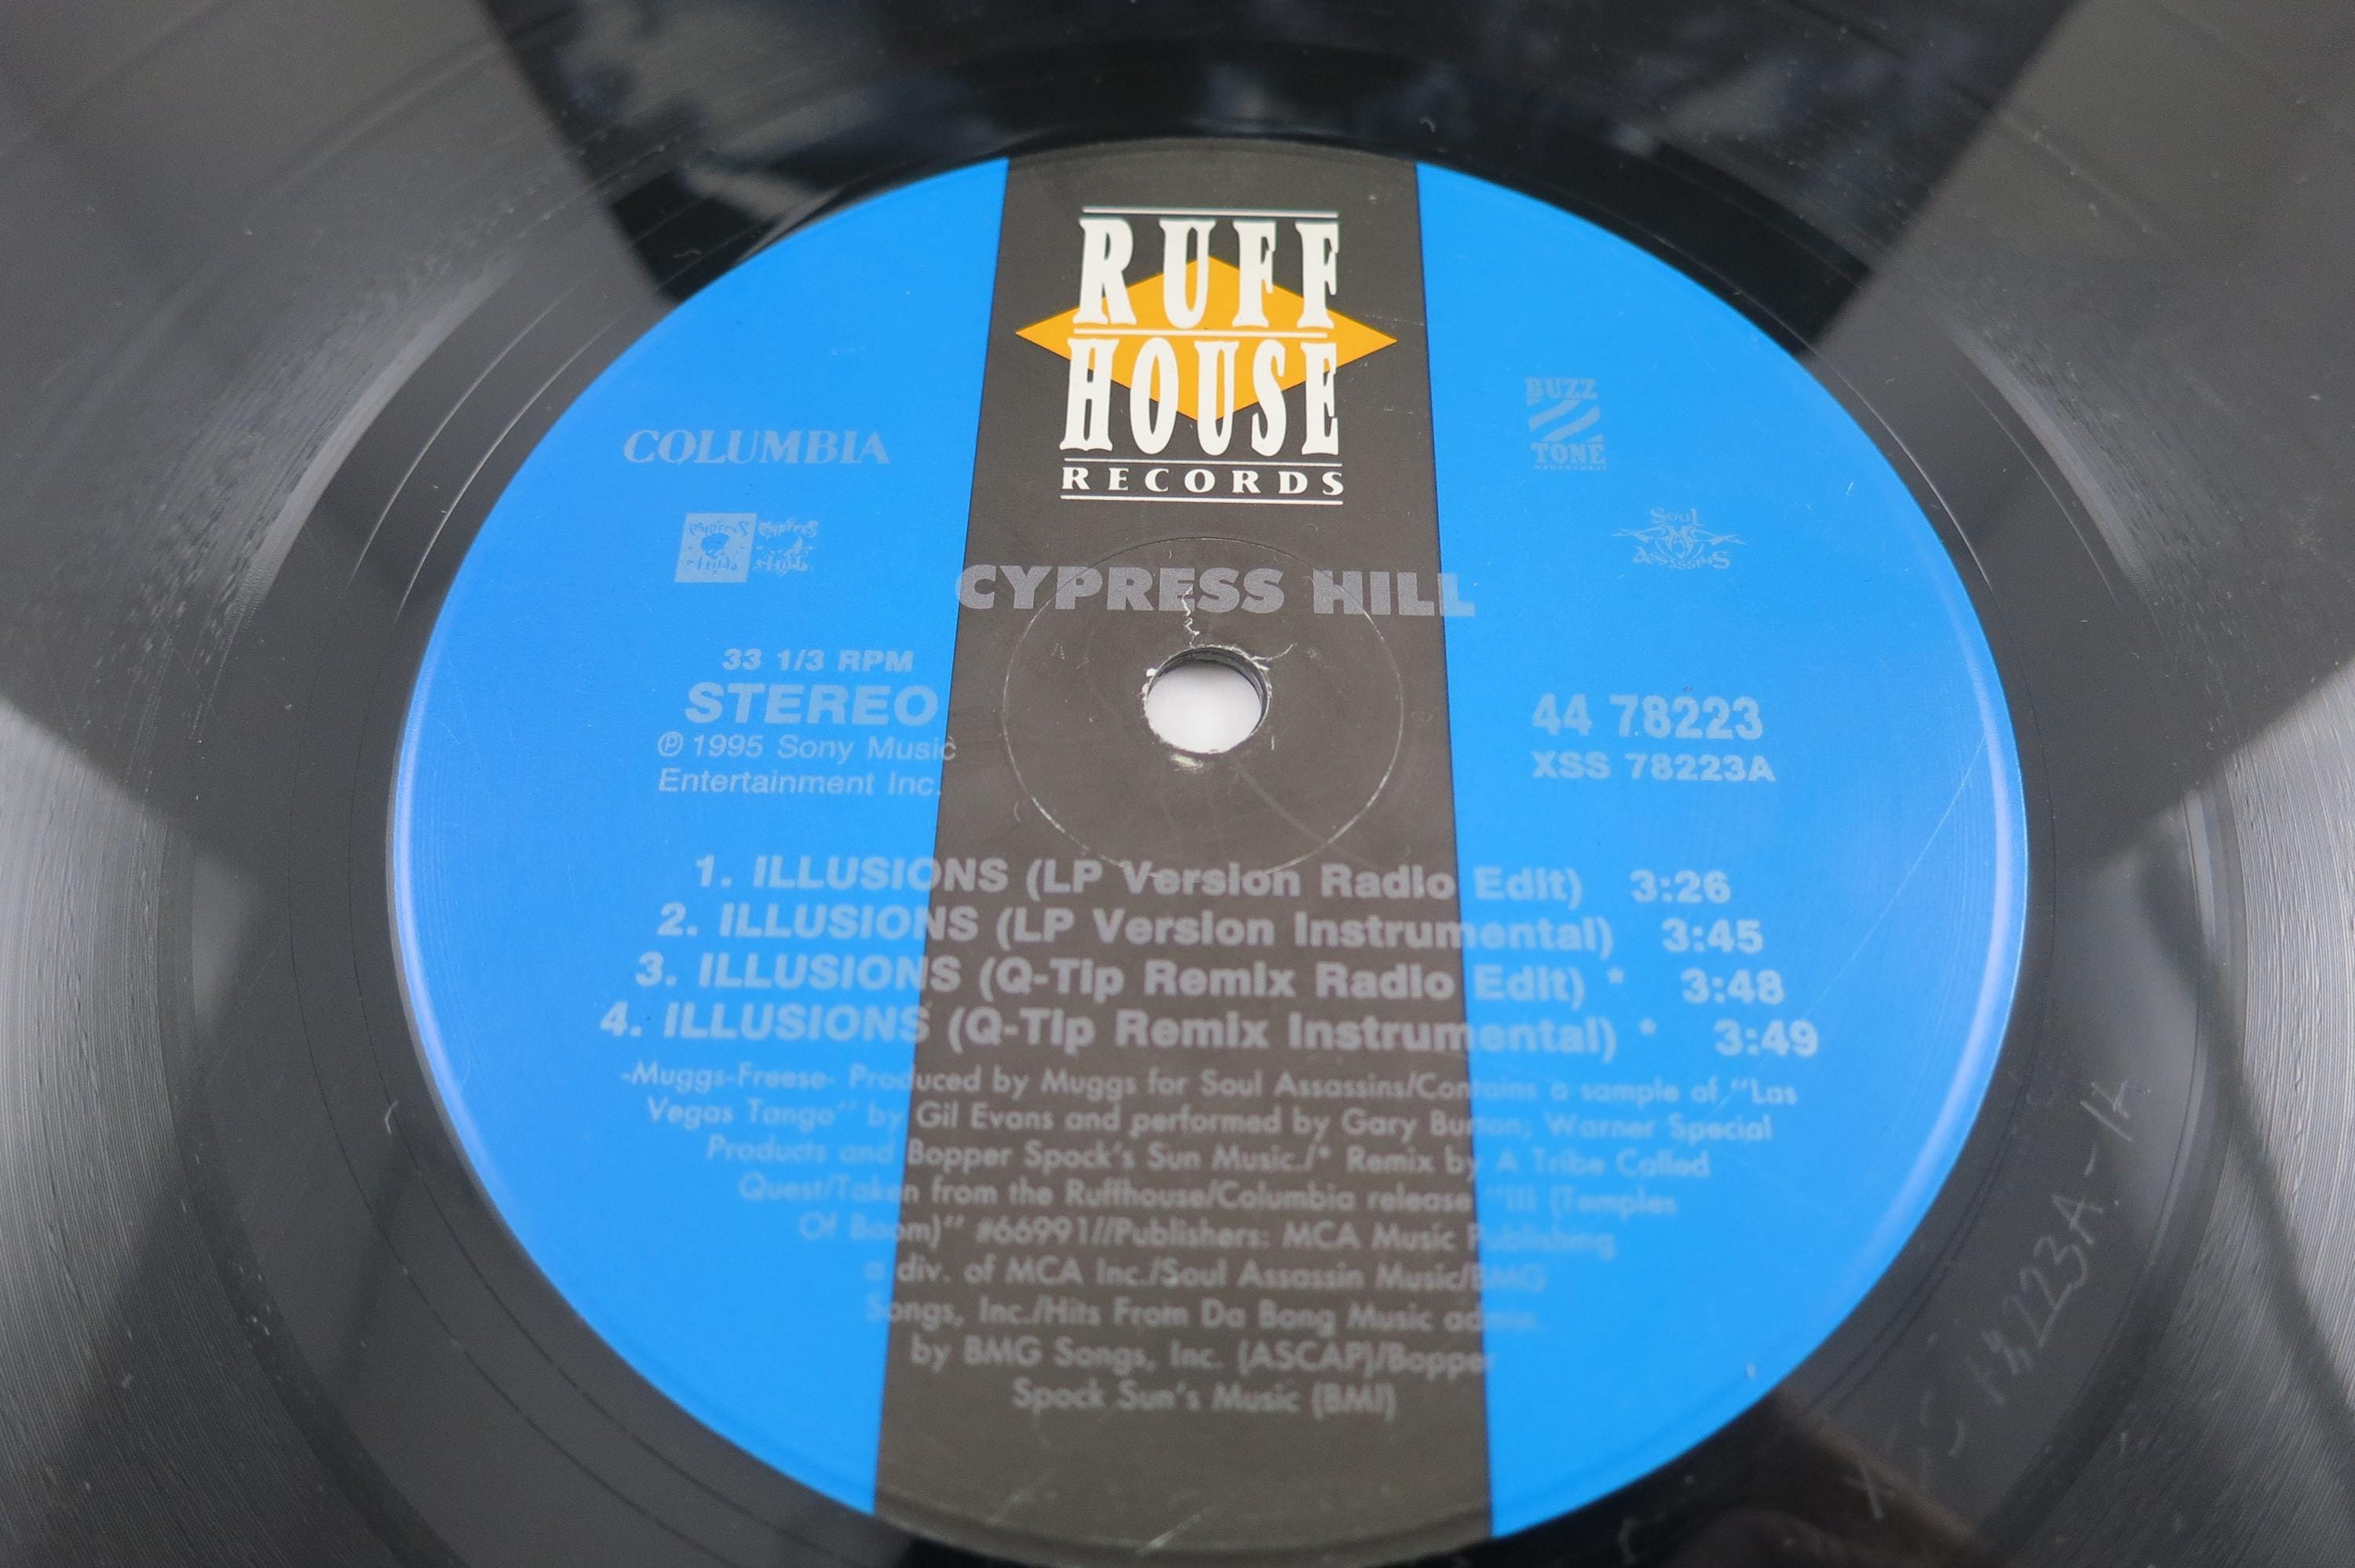 RUFF
HOUSE
RECORDS
COLUMBIA
BUZZ
TONE
Cypress Hill Cypress Hill
Soul
Assassins
CYPRESS HILL
33 1/3 RPM
STEREO
℗ 1995 Sony Music
Entertainment Inc.
44 78223
XSS 78223A
1. ILLUSIONS (LP Version Radio Edit) 3:26
2. ILLUSIONS (LP Version Instrumental) 3:45
3. ILLUSIONS (Q-Tip Remix Radio Edit) * 3:48
4. ILLUSIONS (Q-Tip Remix Instrumental) * 3:49
-Muggs-Freese- Produced by Muggs for Soul Assassins/Contains a sample of "Las
Vegas Tango" by Gil Evans and performed by Gary Burton; Warner Special
Products and Bopper Spock's Sun Music./* Remix by A Tribe Called
Quest/Taken from the Ruffhouse/Columbia release "III (Temples
Of Boom)" #66991//Publishers: MCA Music Publishing
a div. of MCA Inc./Soul Assassin Music/BMG
Songs, Inc./Hits From Da Bong Music admin.
by BMG Songs, Inc. (ASCAP)/Bopper
Spock Sun's Music (BMI)